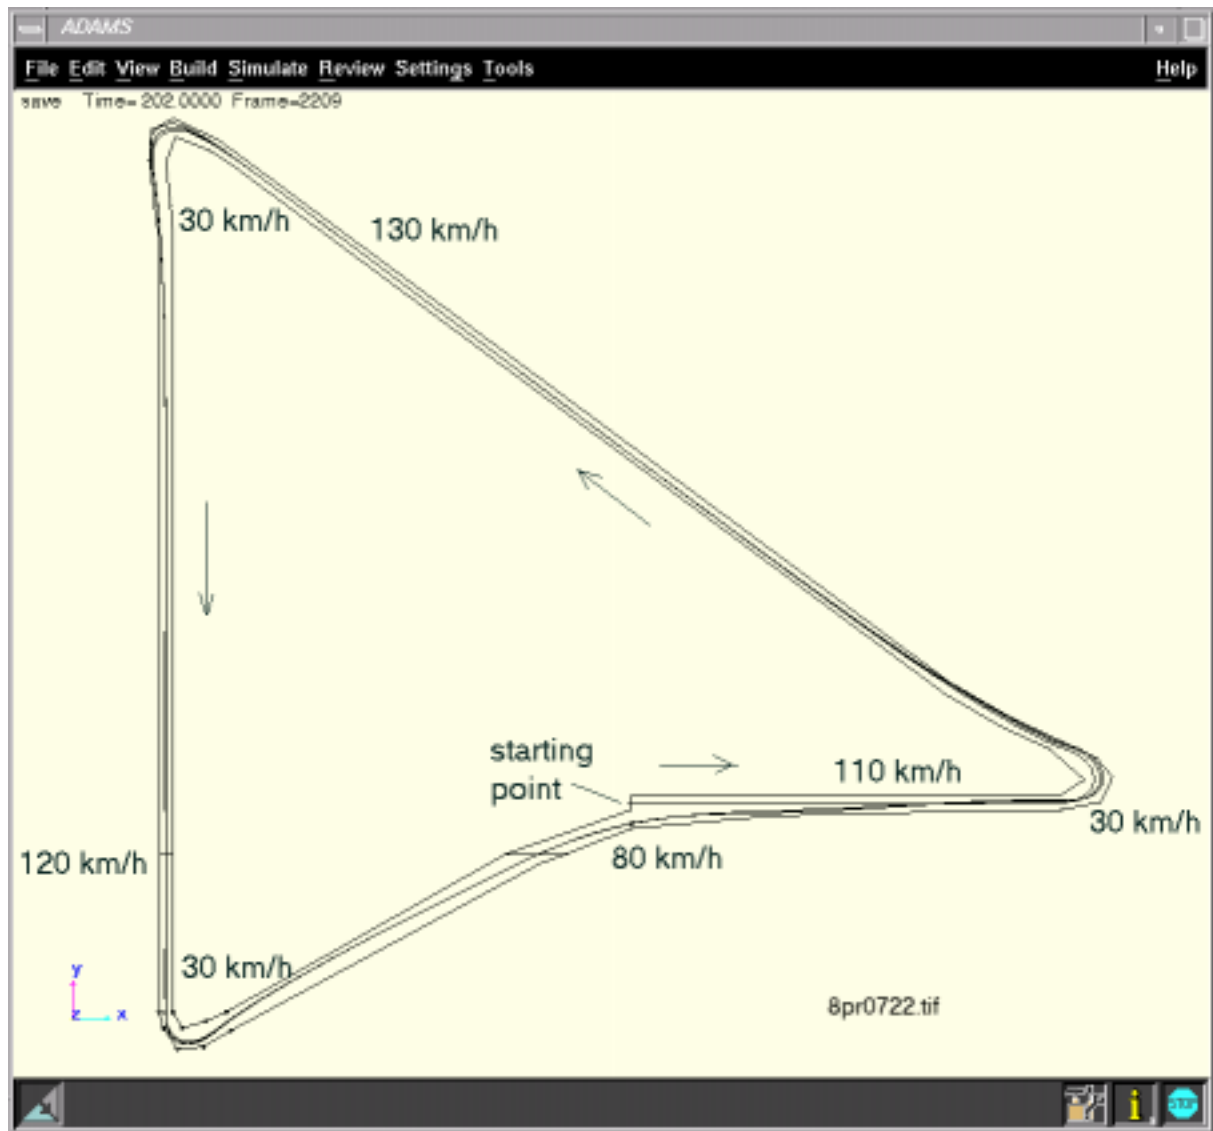 ADAMS
File Edit View Build Simulate Review Settings Tools Help
save Time= 202.0000 Frame=2209
30 km/h
130 km/h
starting
point
110 km/h
30 km/h
80 km/h
120 km/h
30 km/h
y
z x
8pr0722.tif
i
STOP